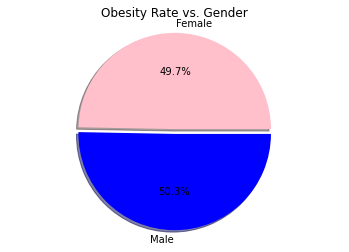 Obesity Rate vs. Gender
Female
49.7%
50.3%
Male